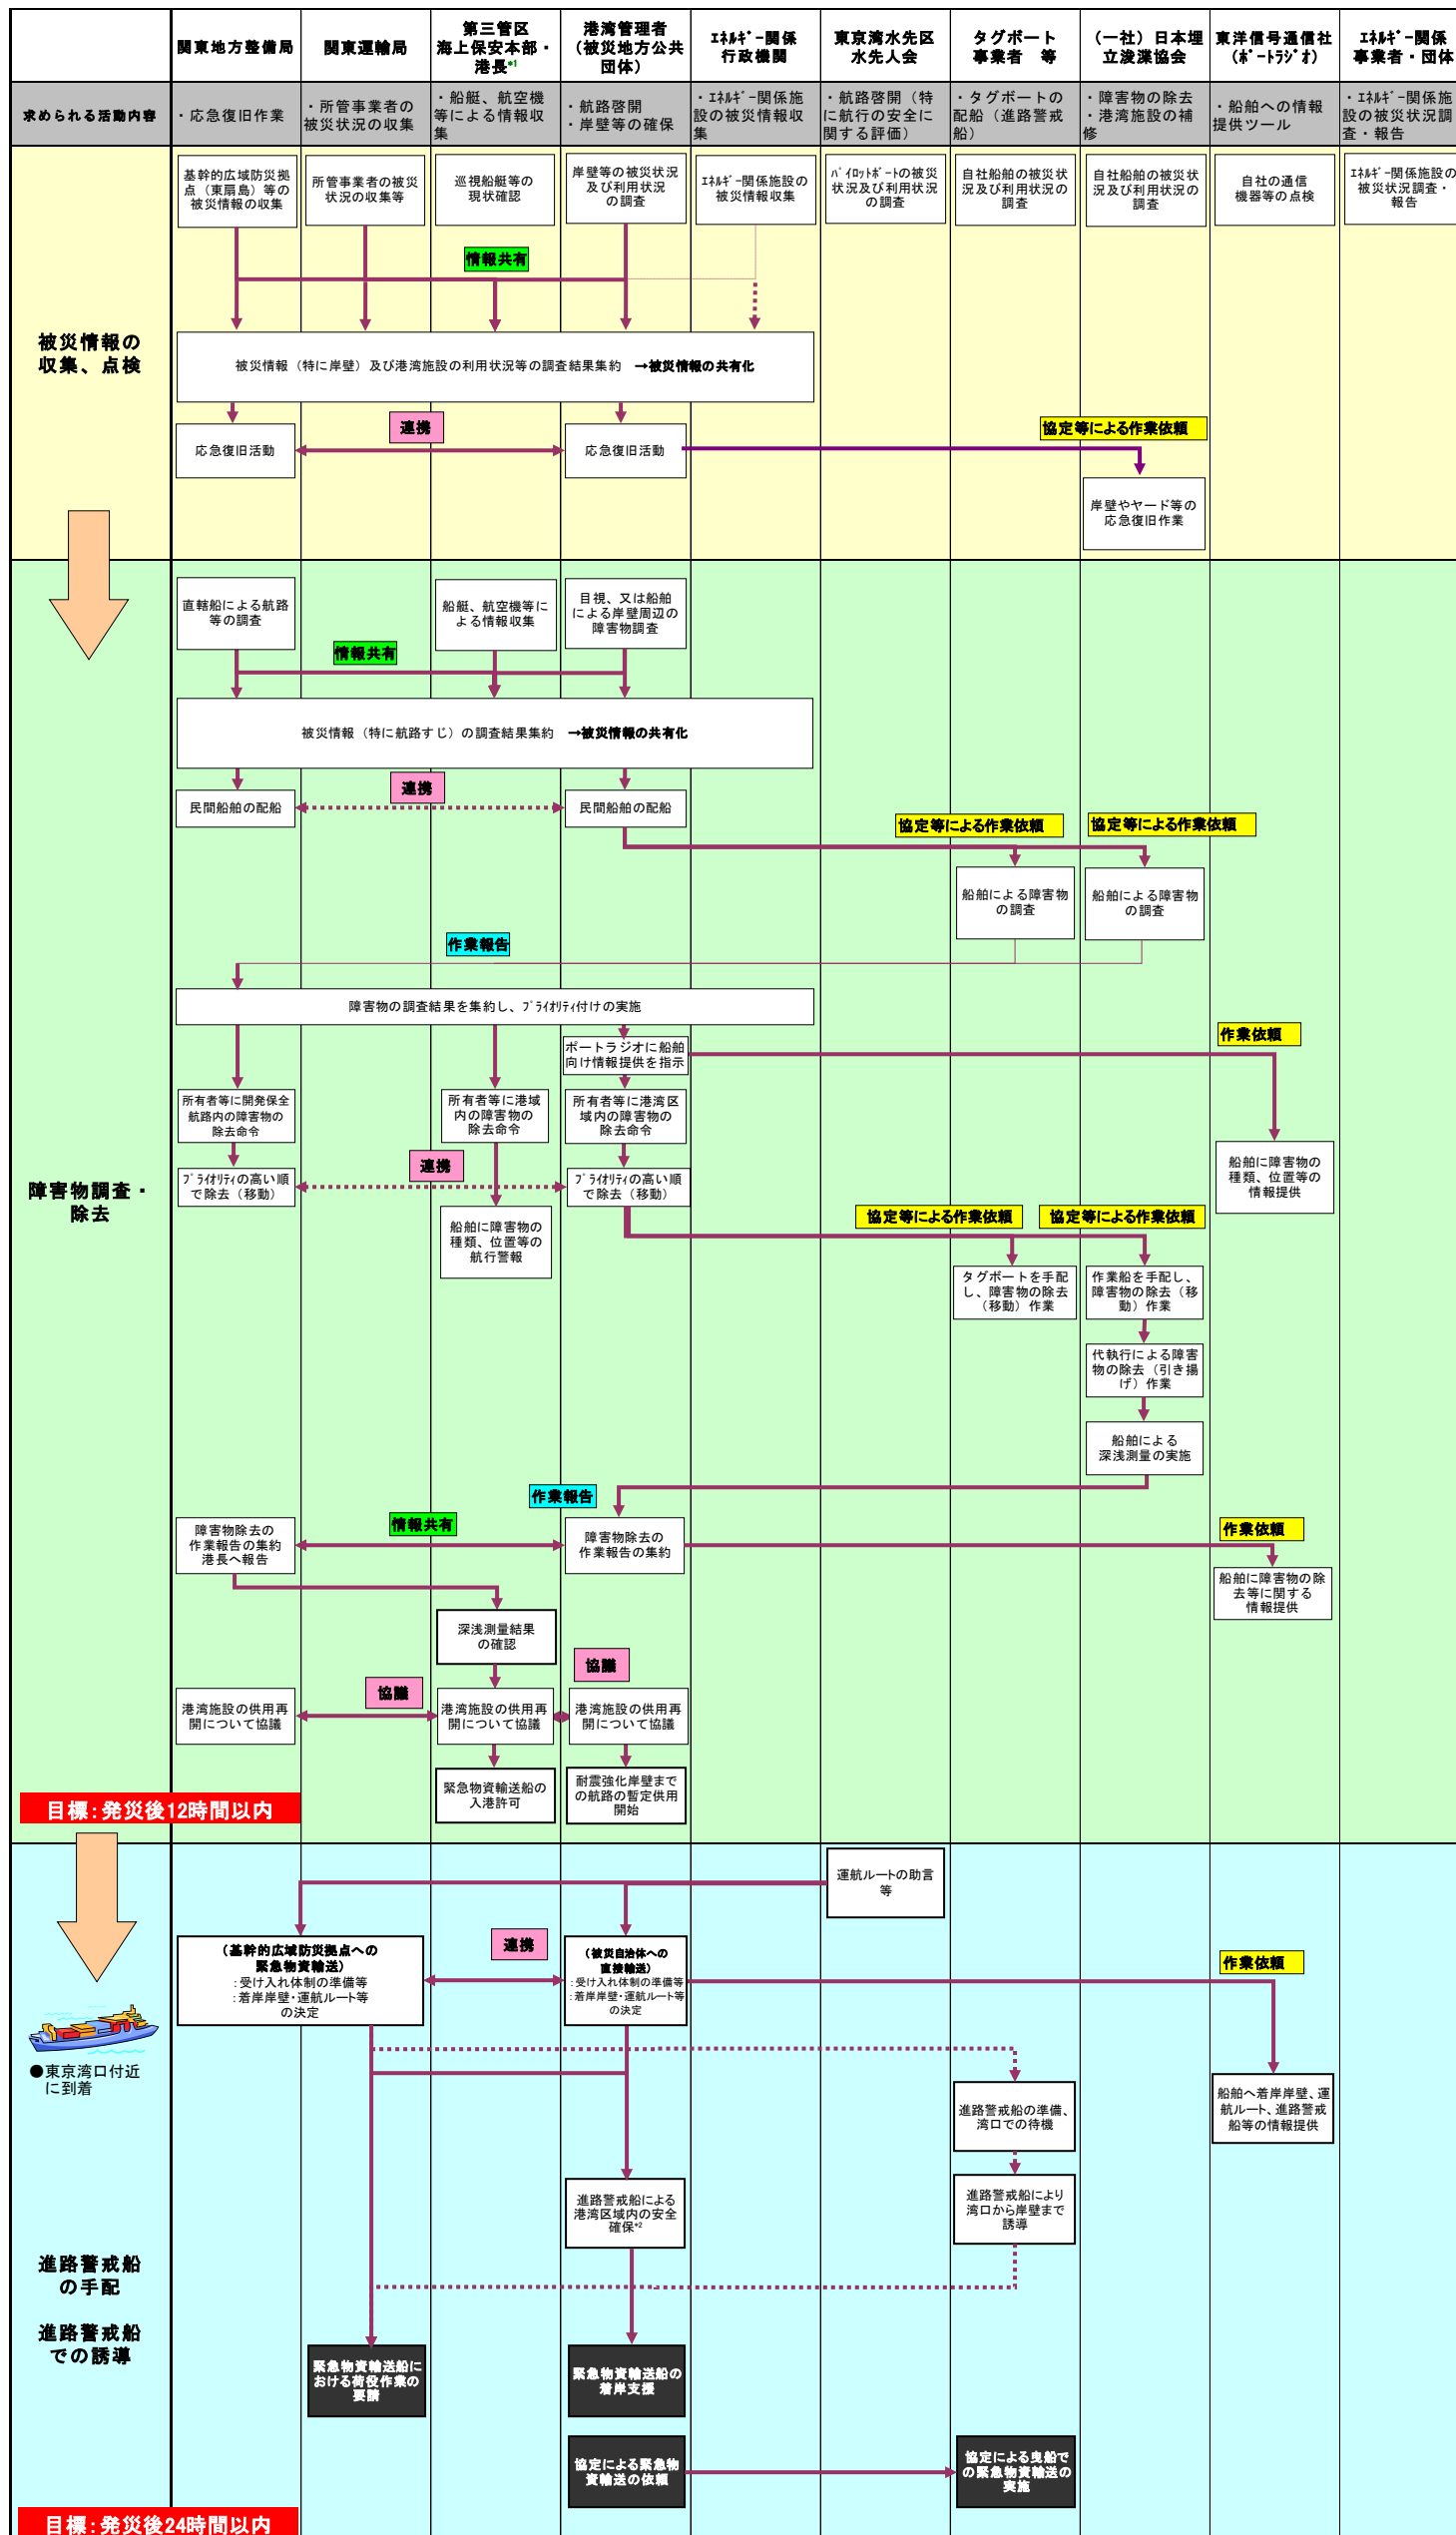 関東地方整備局
関東運輸局
第三管区
海上保安本部・
港長*1
港湾管理者
(被災地方公共
団体)
ｴﾈﾙｷﾞｰ関係
行政機関
東京湾水先区
水先人会
タグボート
事業者　等
(一社) 日本埋
立浚渫協会
東洋信号通信社
(ﾎﾟｰﾄﾗｼﾞｵ)
ｴﾈﾙｷﾞｰ関係
事業者・団体
求められる活動内容
・応急復旧作業
・所管事業者の
被災状況の収集
・船艇、航空機
等による情報収
集
・航路啓開
・岸壁等の確保
・ｴﾈﾙｷﾞｰ関係施
設の被災情報収
集
・航路啓開（特
に航行の安全に
関する評価）
・タグボートの
配船（進路警戒
船）
・障害物の除去
・港湾施設の補
修
・船舶への情報
提供ツール
・ｴﾈﾙｷﾞｰ関係施
設の被災状況調
査・報告
被災情報の
収集、点検
基幹的広域防災拠
点（東扇島）等の
被災情報の収集
所管事業者の被災
状況の収集等
巡視船艇等の
現状確認
岸壁等の被災状況
及び利用状況
の調査
ｴﾈﾙｷﾞｰ関係施設の
被災情報収集
ﾊﾟｲﾛｯﾄﾎﾞｰﾄの被災
状況及び利用状況
の調査
自社船舶の被災状
況及び利用状況の
調査
自社船舶の被災状
況及び利用状況の
調査
自社の通信
機器等の点検
ｴﾈﾙｷﾞｰ関係施設の
被災状況調査・
報告
情報共有
被災情報（特に岸壁）及び港湾施設の利用状況等の調査結果集約　→被災情報の共有化
応急復旧活動
連携
応急復旧活動
協定等による作業依頼
岸壁やヤード等の
応急復旧作業
障害物調査・
除去
直轄船による航路
等の調査
船艇、航空機等に
よる情報収集
目視、又は船舶
による岸壁周辺の
障害物調査
情報共有
被災情報（特に航路すじ）の調査結果集約　→被災情報の共有化
民間船舶の配船
連携
民間船舶の配船
協定等による作業依頼
協定等による作業依頼
船舶による障害物
の調査
船舶による障害物
の調査
作業報告
障害物の調査結果を集約し、ﾌﾟﾗｲｵﾘﾃｨ付けの実施
ポートラジオに船舶
向け情報提供を指示
作業依頼
所有者等に開発保全
航路内の障害物の
除去命令
所有者等に港域
内の障害物の
除去命令
所有者等に港湾区
域内の障害物の
除去命令
船舶に障害物の
種類、位置等の
情報提供
ﾌﾟﾗｲｵﾘﾃｨの高い順
で除去（移動）
連携
ﾌﾟﾗｲｵﾘﾃｨの高い順
で除去（移動）
船舶に障害物の
種類、位置等の
航行警報
協定等による作業依頼
協定等による作業依頼
タグボートを手配
し、障害物の除去
（移動）作業
作業船を手配し、
障害物の除去（移
動）作業
代執行による障害
物の除去（引き揚
げ）作業
船舶による
深浅測量の実施
作業報告
障害物除去の
作業報告の集約
港長へ報告
情報共有
障害物除去の
作業報告の集約
作業依頼
船舶に障害物の除
去等に関する
情報提供
深浅測量結果
の確認
協議
協議
港湾施設の供用再
開について協議
港湾施設の供用再
開について協議
港湾施設の供用再
開について協議
緊急物資輸送船の
入港許可
耐震強化岸壁まで
の航路の暫定供用
開始
目標：発災後12時間以内
運航ルートの助言
等
（基幹的広域防災拠点への
緊急物資輸送）
：受け入れ体制の準備等
：着岸岸壁・運航ルート等
の決定
連携
（被災自治体への
直接輸送）
：受け入れ体制の準備等
：着岸岸壁・運航ルート等
の決定
作業依頼
●東京湾口付近
に到着
進路警戒船の準備、
湾口での待機
船舶へ着岸岸壁、運
航ルート、進路警戒
船等の情報提供
進路警戒船による
港湾区域内の安全
確保*2
進路警戒船により
湾口から岸壁まで
誘導
進路警戒船
の手配
進路警戒船
での誘導
緊急物資輸送船に
おける荷役作業の
要請
緊急物資輸送船の
着岸支援
協定による緊急物
資輸送の依頼
協定による曳船で
の緊急物資輸送の
実施
目標：発災後24時間以内